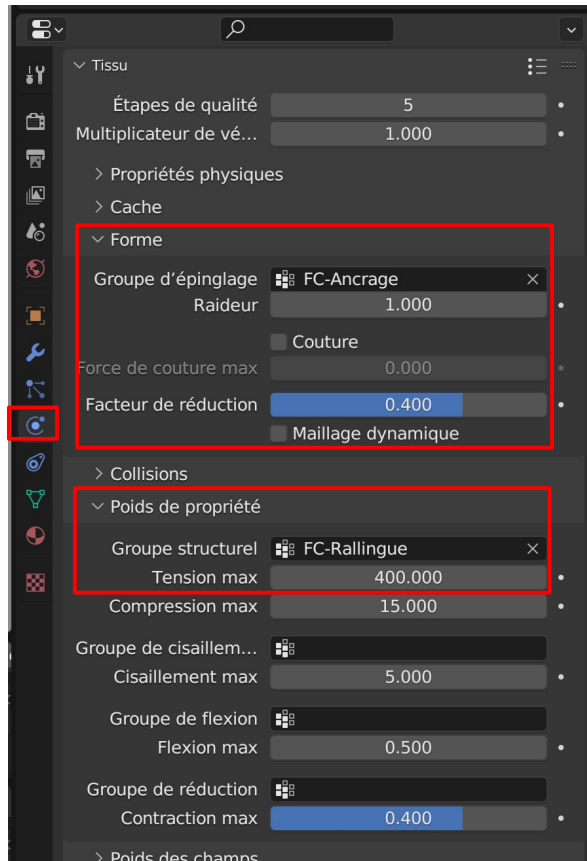 Tissu
Étapes de qualité 5
Multiplicateur de vé... 1.000
Propriétés physiques
Cache
Forme
Groupe d'épinglage FC-Ancrage
Raideur 1.000
Couture
Force de couture max 0.000
Facteur de réduction 0.400
Maillage dynamique
Collisions
Poids de propriété
Groupe structurel FC-Rallingue
Tension max 400.000
Compression max 15.000
Groupe de cisaillem...
Cisaillement max 5.000
Groupe de flexion
Flexion max 0.500
Groupe de réduction
Contraction max 0.400
Poids des champs